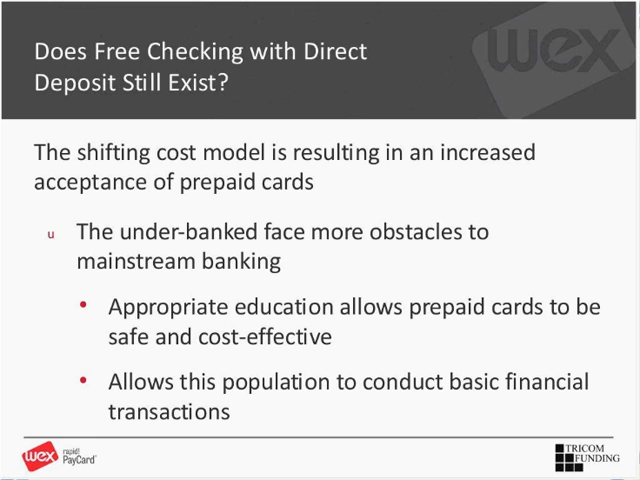 wex
Does Free Checking with Direct
Deposit Still Exist?
The shifting cost model is resulting in an increased
acceptance of prepaid cards
u The under-banked face more obstacles to
mainstream banking
• Appropriate education allows prepaid cards to be
safe and cost-effective
• Allows this population to conduct basic financial
transactions
wex rapid! PayCard
TRICOM
FUNDING